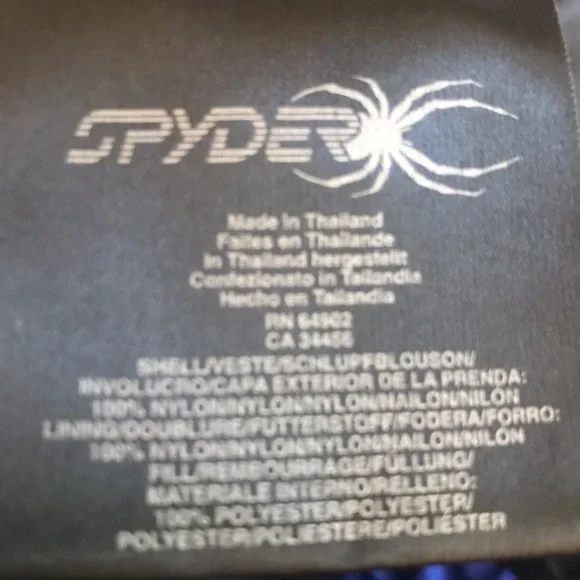 SPYDER
Made in Thailand
Faites en Thailande
In Thailand hergestellt
Confezionato in Tailandia
Hecho en Tailandia
RN 64902
CA 34456
SHELL/VESTE/SCHLUPFBLOUSON/
INVOLUCRO/CAPA EXTERIOR DE LA PRENDA:
100% NYLON/NYLON/NYLON/NAILON/NILÓN
LINING/DOUBLURE/FUTTERSTOFF/FODERA/FORRO:
100% NYLON/NYLON/NYLON/NAILON/NILÓN
FILL/REMBOURRAGE/FÜLLUNG/
MATERIALE INTERNO/RELLENO:
100% POLYESTER/POLYESTER/
POLYESTER/POLIESTERE/POLIÉSTER